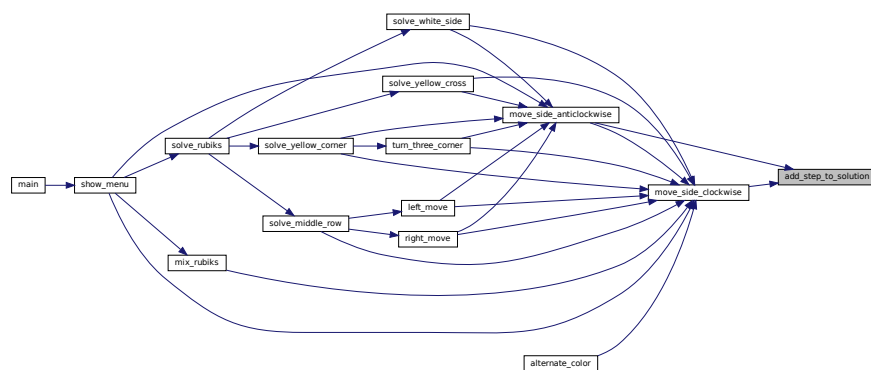 solve_white_side
solve_yellow_cross
move_side_anticlockwise
solve_rubiks
solve_yellow_corner
turn_three_corner
add_step_to_solution
main
show_menu
move_side_clockwise
left_move
solve_middle_row
right_move
mix_rubiks
alternate_color